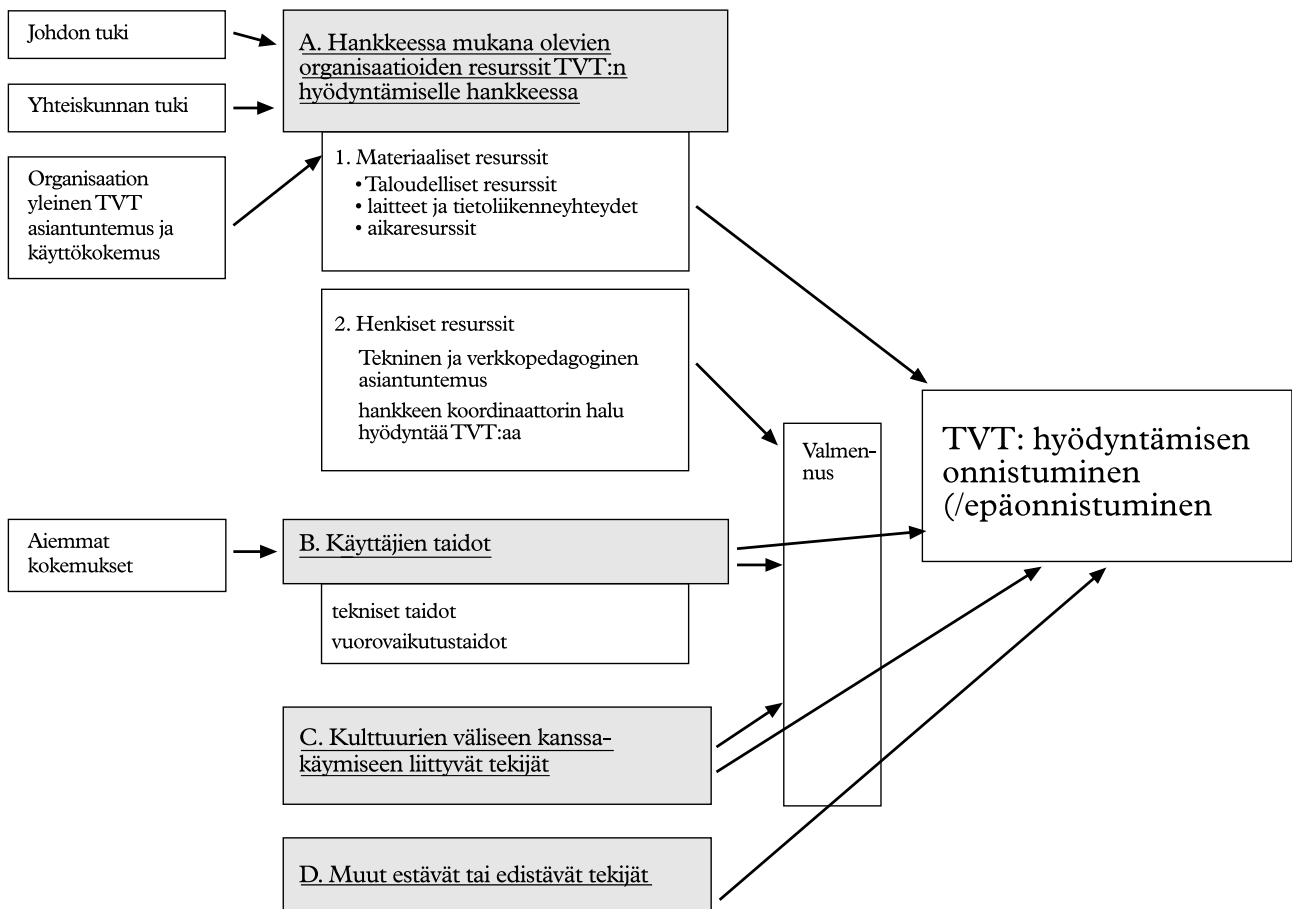 Johdon tuki
Yhteiskunnan tuki
Organisaation
yleinen TVT
asiantuntemus ja
käyttökokemus
A. Hankkeessa mukana olevien
organisaatioiden resurssit TVT:n
hyödyntämiselle hankkeessa
1. Materiaaliset resurssit
• Taloudelliset resurssit
• laitteet ja tietoliikenneyhteydet
• aikaresurssit
2. Henkiset resurssit
Tekninen ja verkkopedagoginen
asiantuntemus
hankkeen koordinaattorin halu
hyödyntää TVT:aa
Valmen-
nus
TVT: hyödyntämisen
onnistuminen
(/epäonnistuminen
Aiemmat
kokemukset
B. Käyttäjien taidot
tekniset taidot
vuorovaikutustaidot
C. Kulttuurien väliseen kanssa-
käymiseen liittyvät tekijät
D. Muut estävät tai edistävät tekijät